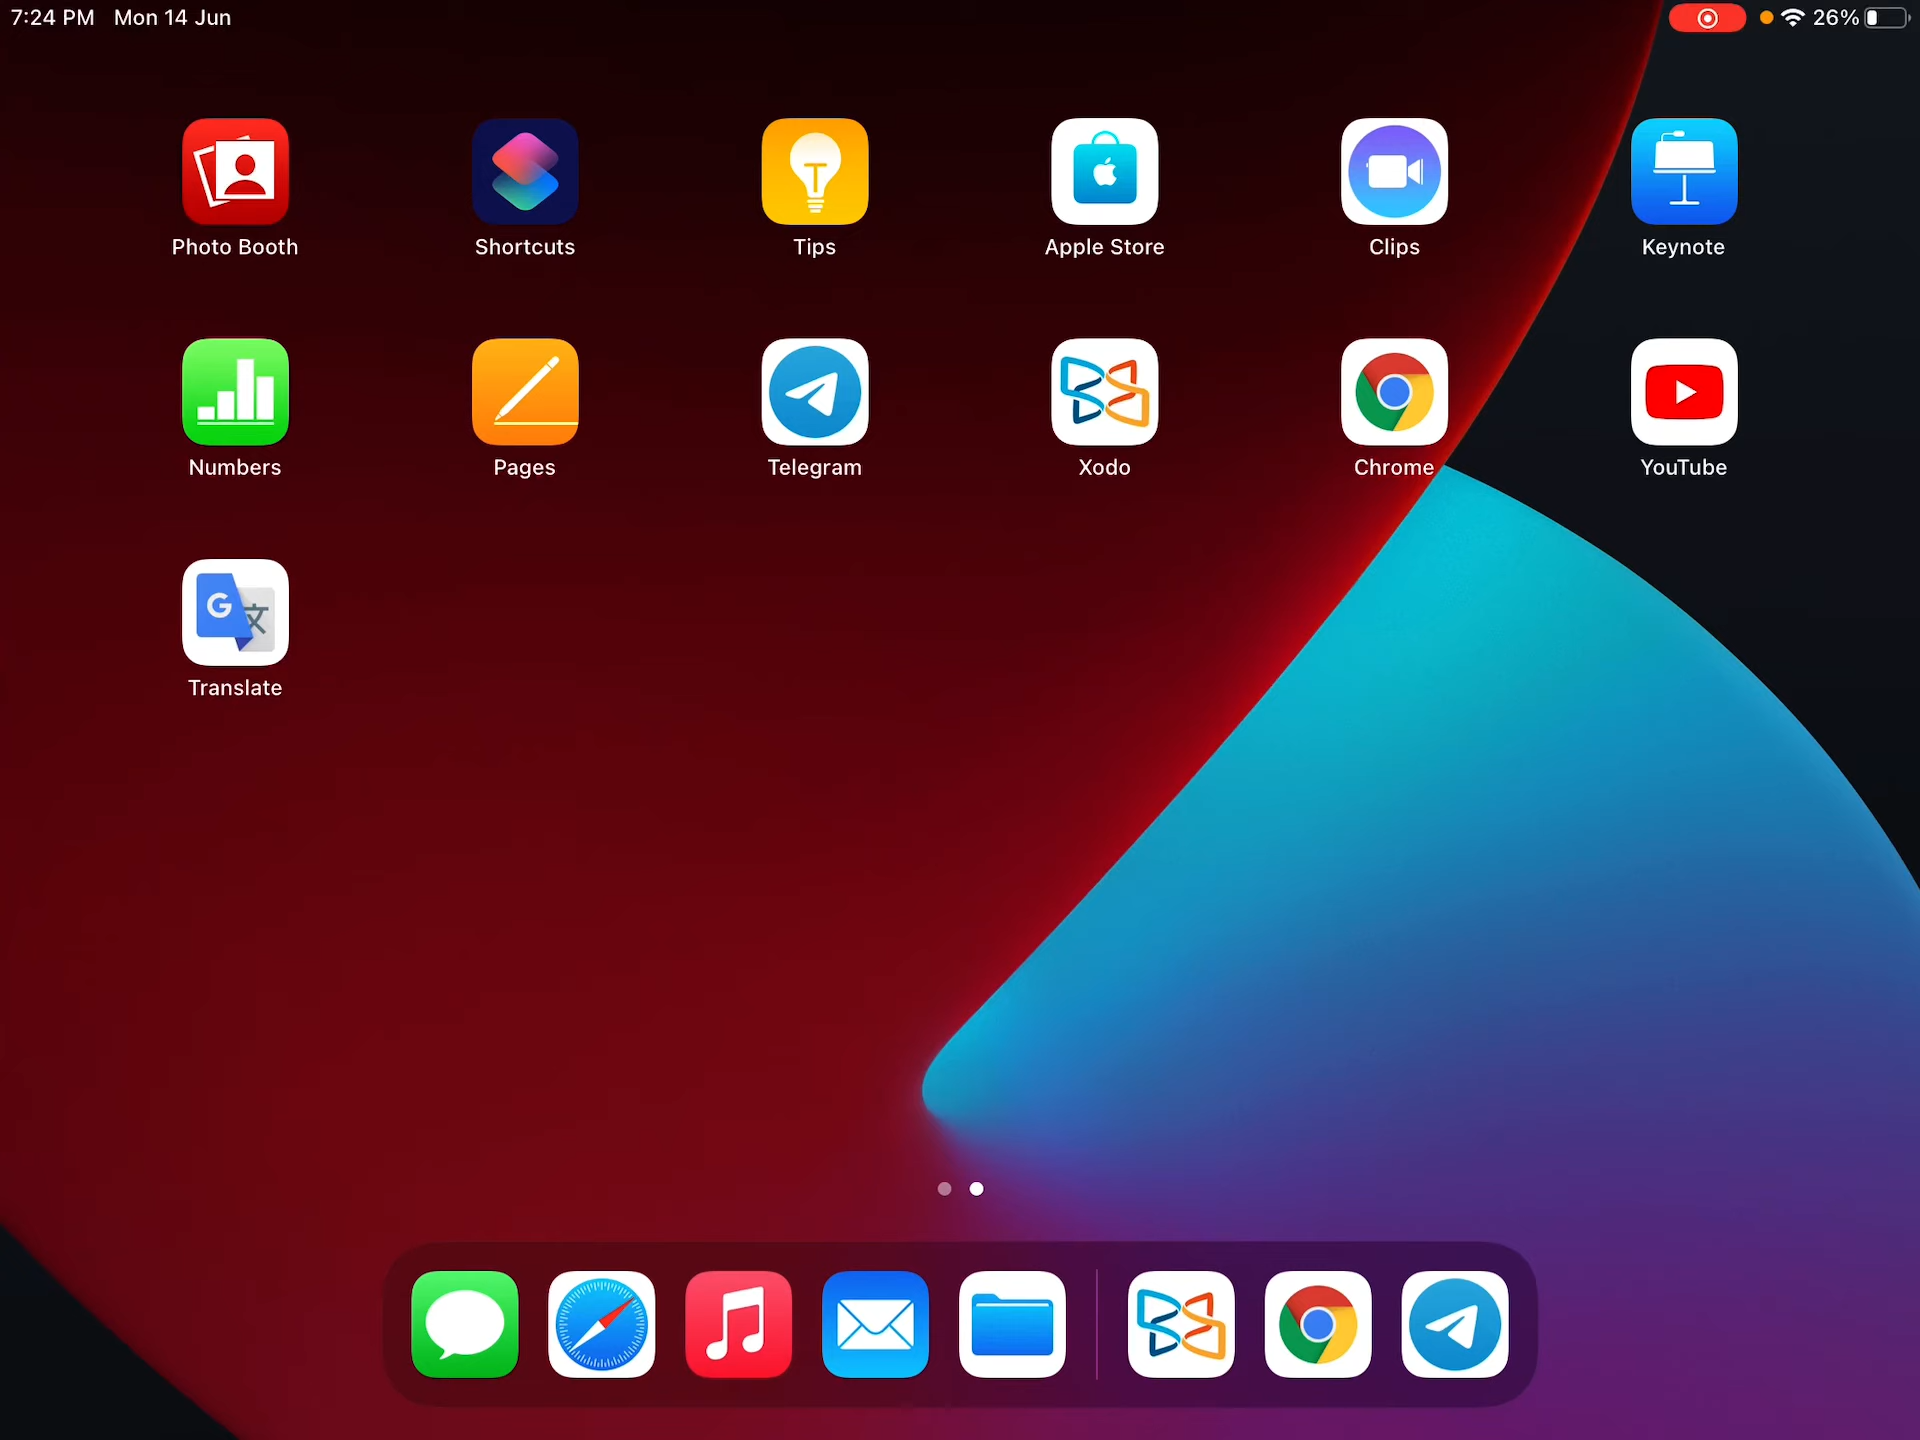 7:24 PM Mon 14 Jun 26%
Photo Booth Shortcuts Tips Apple Store Clips Keynote
Numbers Pages Telegram Xodo Chrome YouTube
G 文
Translate